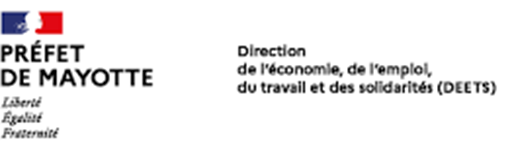 PRÉFET
DE MAYOTTE
Liberté
Égalité
Fraternité
Direction
de l'économie, de l'emploi,
du travail et des solidarités (DEETS)